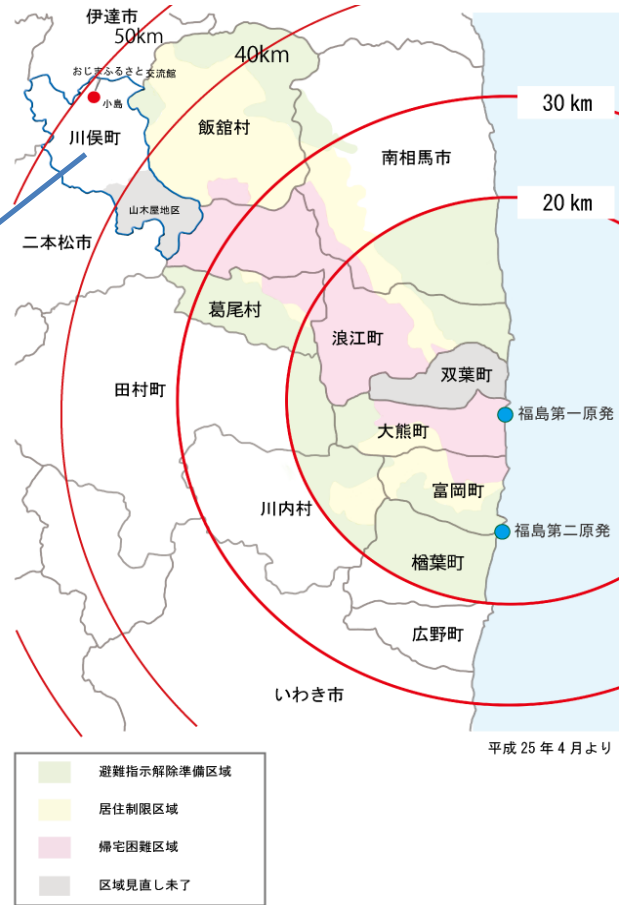 伊達市
50km
40km
おじまふるさと交流館
小島
30 km
飯舘村
川俣町
南相馬市
20 km
山木屋地区
二本松市
葛尾村
浪江町
双葉町
田村町
福島第一原発
大熊町
富岡町
川内村
福島第二原発
楢葉町
広野町
いわき市
平成 25 年 4 月より
避難指示解除準備区域
居住制限区域
帰宅困難区域
区域見直し未了